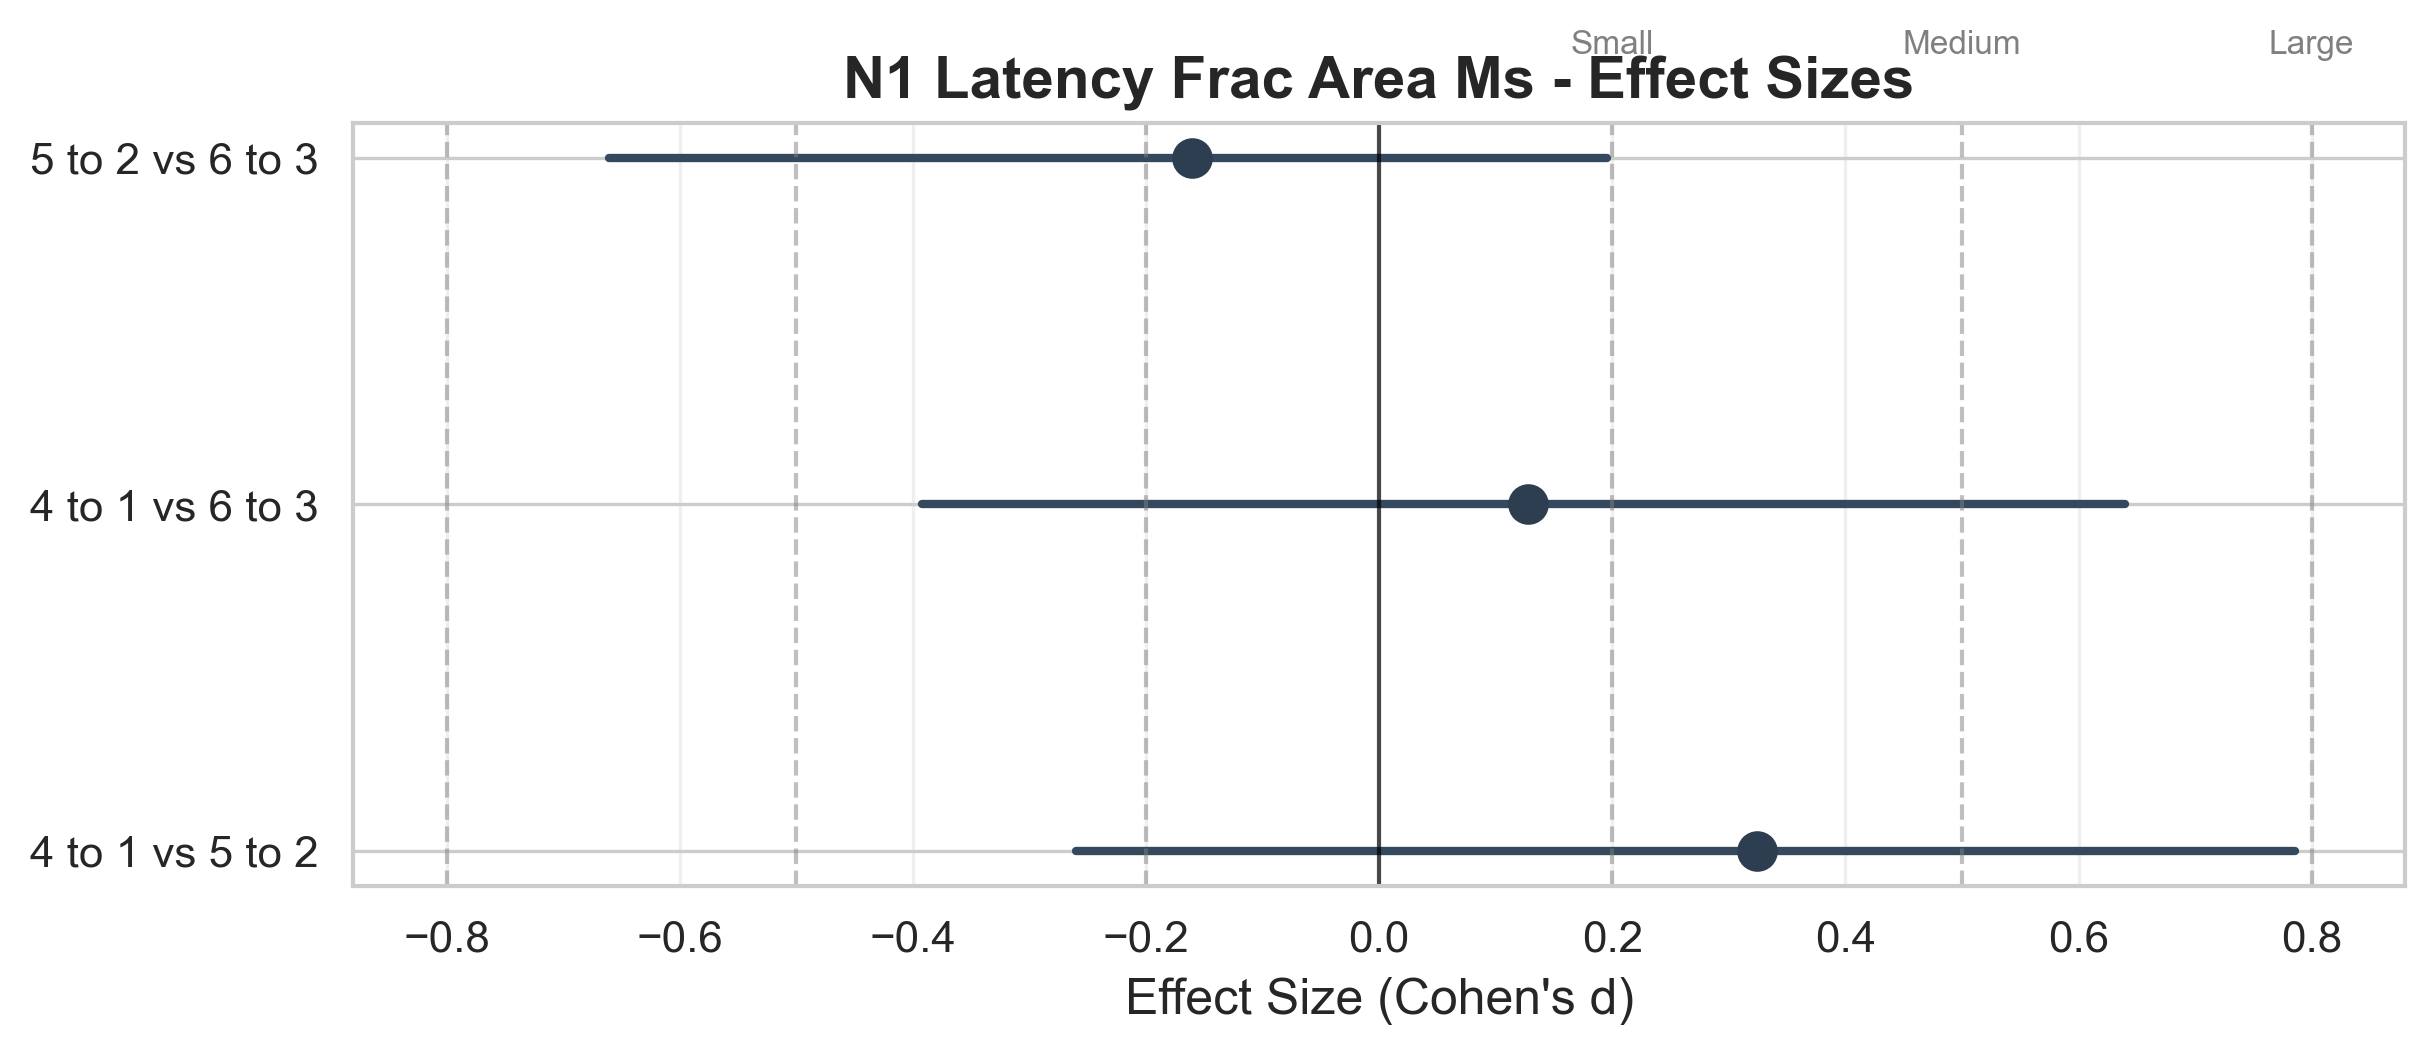 Small Medium Large
N1 Latency Frac Area Ms - Effect Sizes
5 to 2 vs 6 to 3
4 to 1 vs 6 to 3
4 to 1 vs 5 to 2
−0.8 −0.6 −0.4 −0.2 0.0 0.2 0.4 0.6 0.8
Effect Size (Cohen's d)